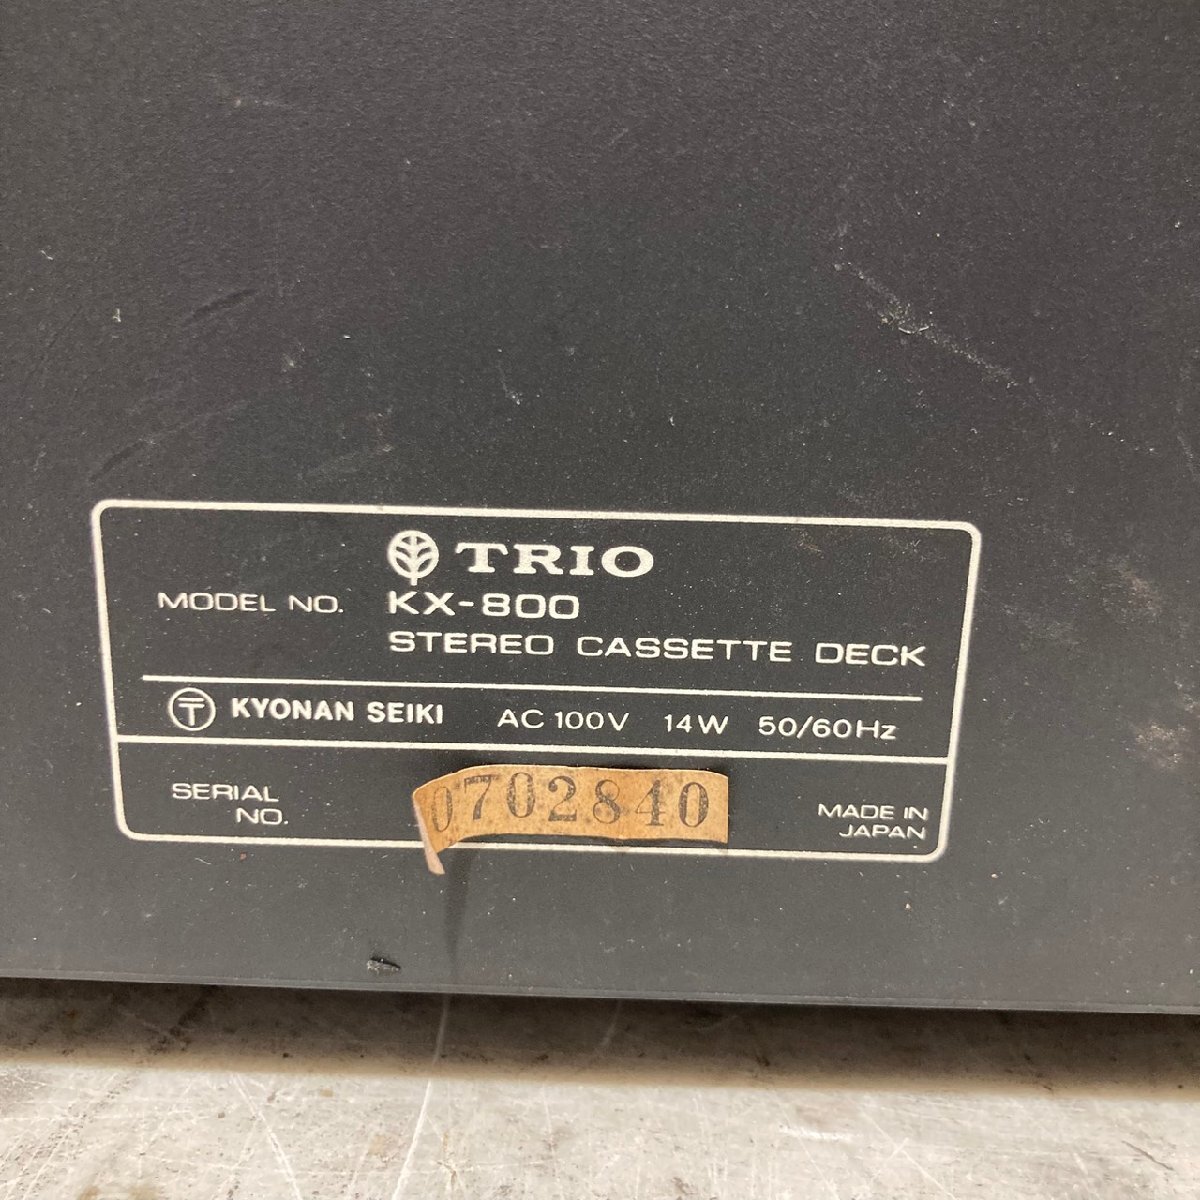 TRIO
MODEL NO. KX-800
STEREO CASSETTE DECK
KYONAN SEIKI AC 100V 14W 50/60Hz
SERIAL NO. 0702840
MADE IN JAPAN